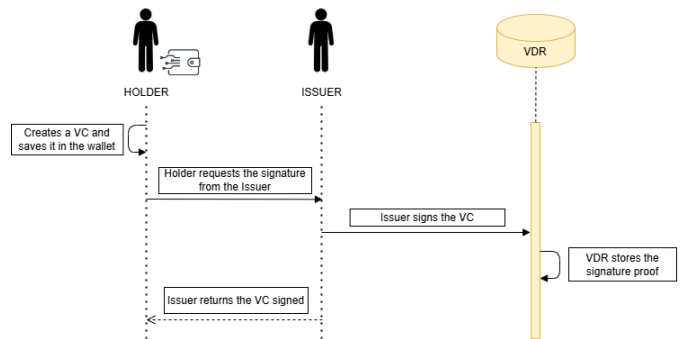 VDR
HOLDER
ISSUER
Creates a VC and
saves it in the wallet
Holder requests the signature
from the Issuer
Issuer signs the VC
VDR stores the
signature proof
Issuer returns the VC signed